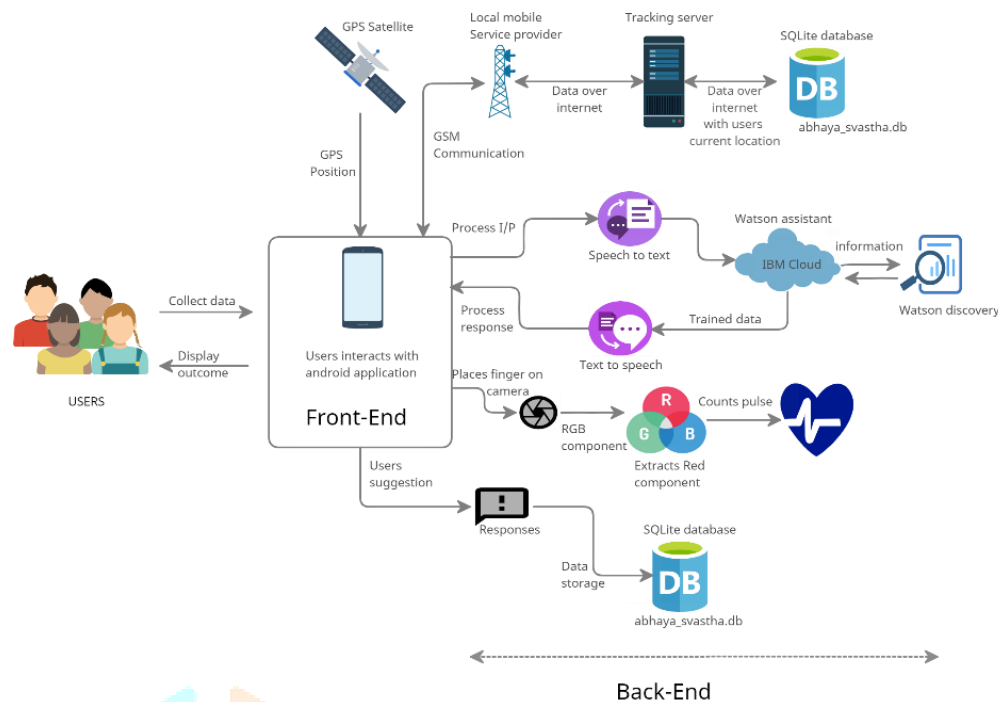 GPS Satellite
Local mobile
Service provider
Tracking server
SQLite database
DB
abhaya_svastha.db
Data over
internet
Data over
internet
with users
current location
GSM
Communication
GPS
Position
Process I/P
Speech to text
Watson assistant
IBM Cloud
information
Watson discovery
Collect data
Display
outcome
USERS
Users interacts with
android application
Front-End
Process
response
Text to speech
Trained data
Places finger on
camera
RGB
component
R
G
B
Extracts Red
component
Counts pulse
Users
suggestion
Responses
Data
storage
SQLite database
DB
abhaya_svastha.db
Back-End